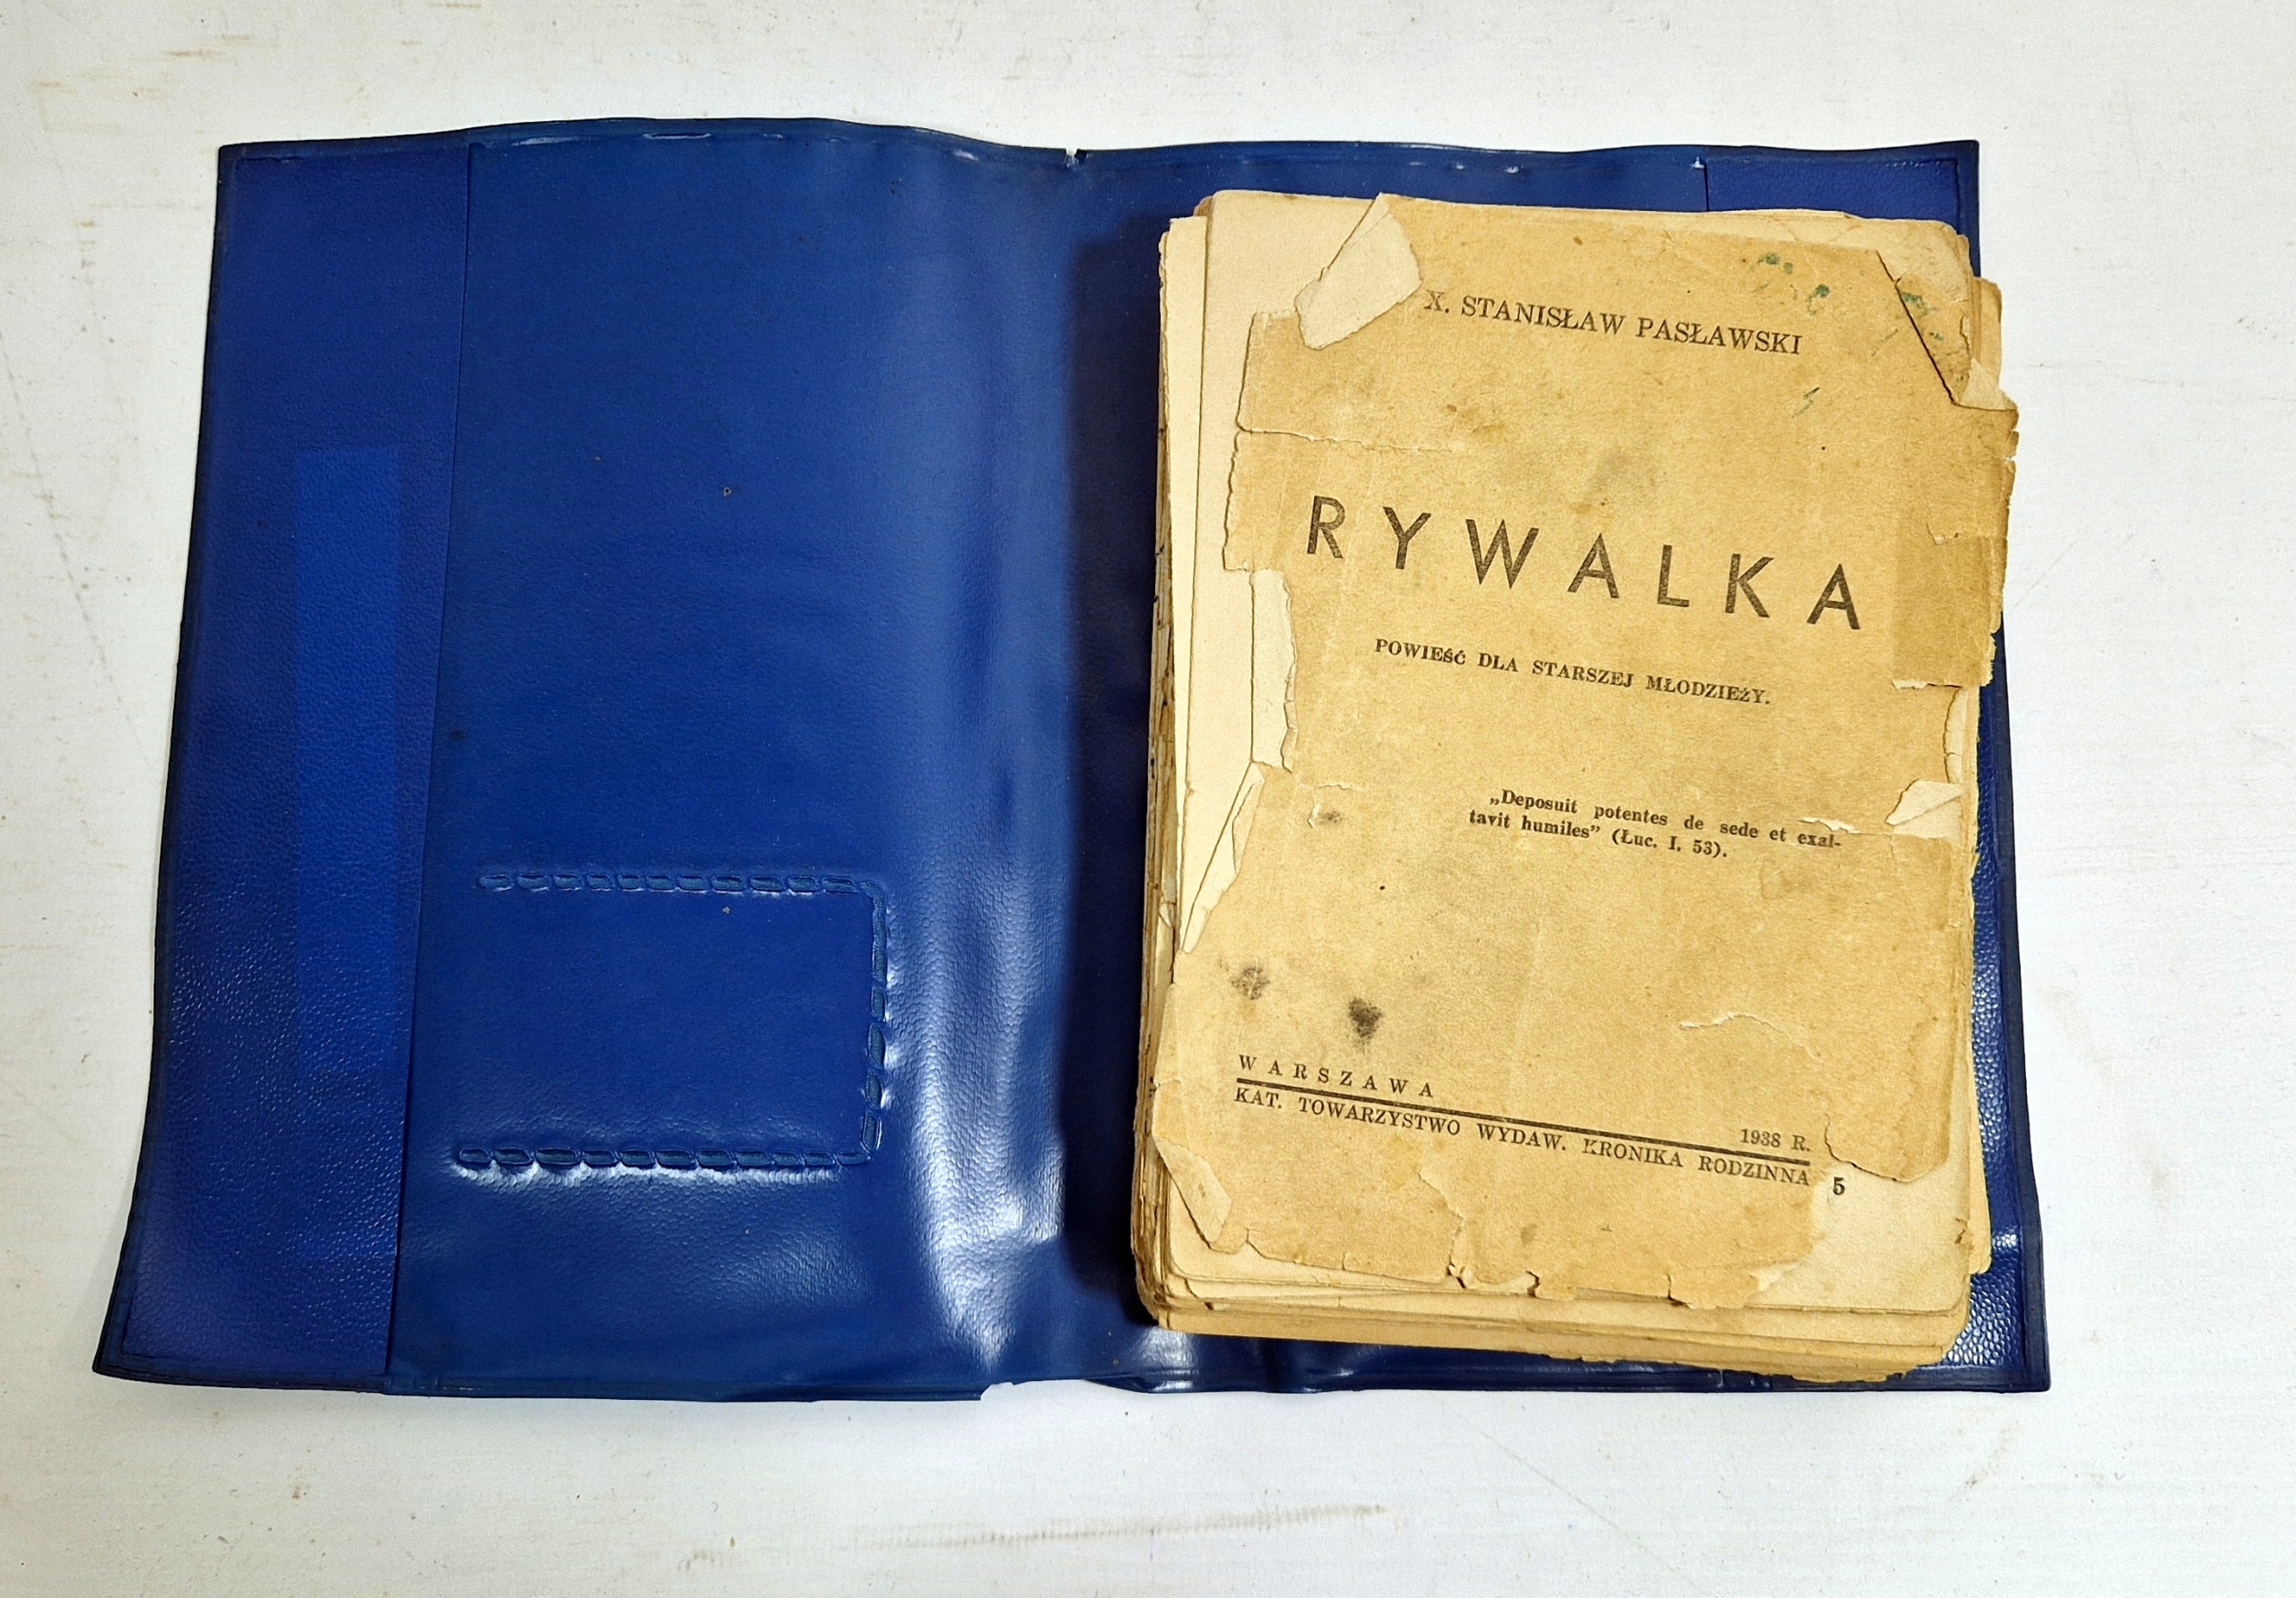 X. STANISŁAW PASŁAWSKI
RYWALKA
POWIEŚĆ DLA STARSZEJ MŁODZIEŻY.
„Deposuit potentes de sede et exal-
tavit humiles” (Łuc. I. 53).
WARSZAWA 1938 R.
KAT. TOWARZYSTWO WYDAW. KRONIKA RODZINNA
5